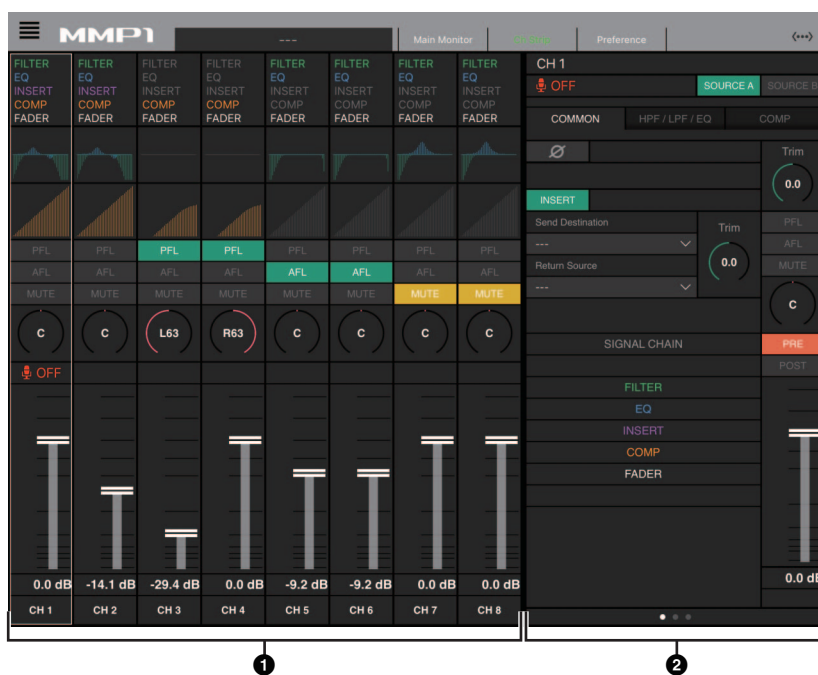 MMP1
---
Main Monitor
Preference
FILTER FILTER FILTER FILTER FILTER FILTER FILTER FILTER
EQ EQ EQ EQ EQ EQ EQ EQ
INSERT INSERT INSERT INSERT INSERT INSERT INSERT INSERT
COMP COMP COMP COMP COMP COMP COMP COMP
FADER FADER FADER FADER FADER FADER FADER FADER
PFL PFL PFL PFL PFL PFL PFL PFL
AFL AFL AFL AFL AFL AFL AFL AFL
MUTE MUTE MUTE MUTE MUTE MUTE MUTE MUTE
C C L63 R63 C C C C
OFF
0.0 dB -14.1 dB -29.4 dB 0.0 dB -9.2 dB -9.2 dB 0.0 dB 0.0 dB
CH 1 CH 2 CH 3 CH 4 CH 5 CH 6 CH 7 CH 8
CH 1
OFF SOURCE A SOURCE B
COMMON HPF / LPF / EQ COMP
Ø
Trim
0.0
INSERT
Send Destination
---
Return Source
---
Trim
0.0
PFL
AFL
MUTE
C
SIGNAL CHAIN
PRE
POST
FILTER
EQ
INSERT
COMP
FADER
0.0 dB
1
2